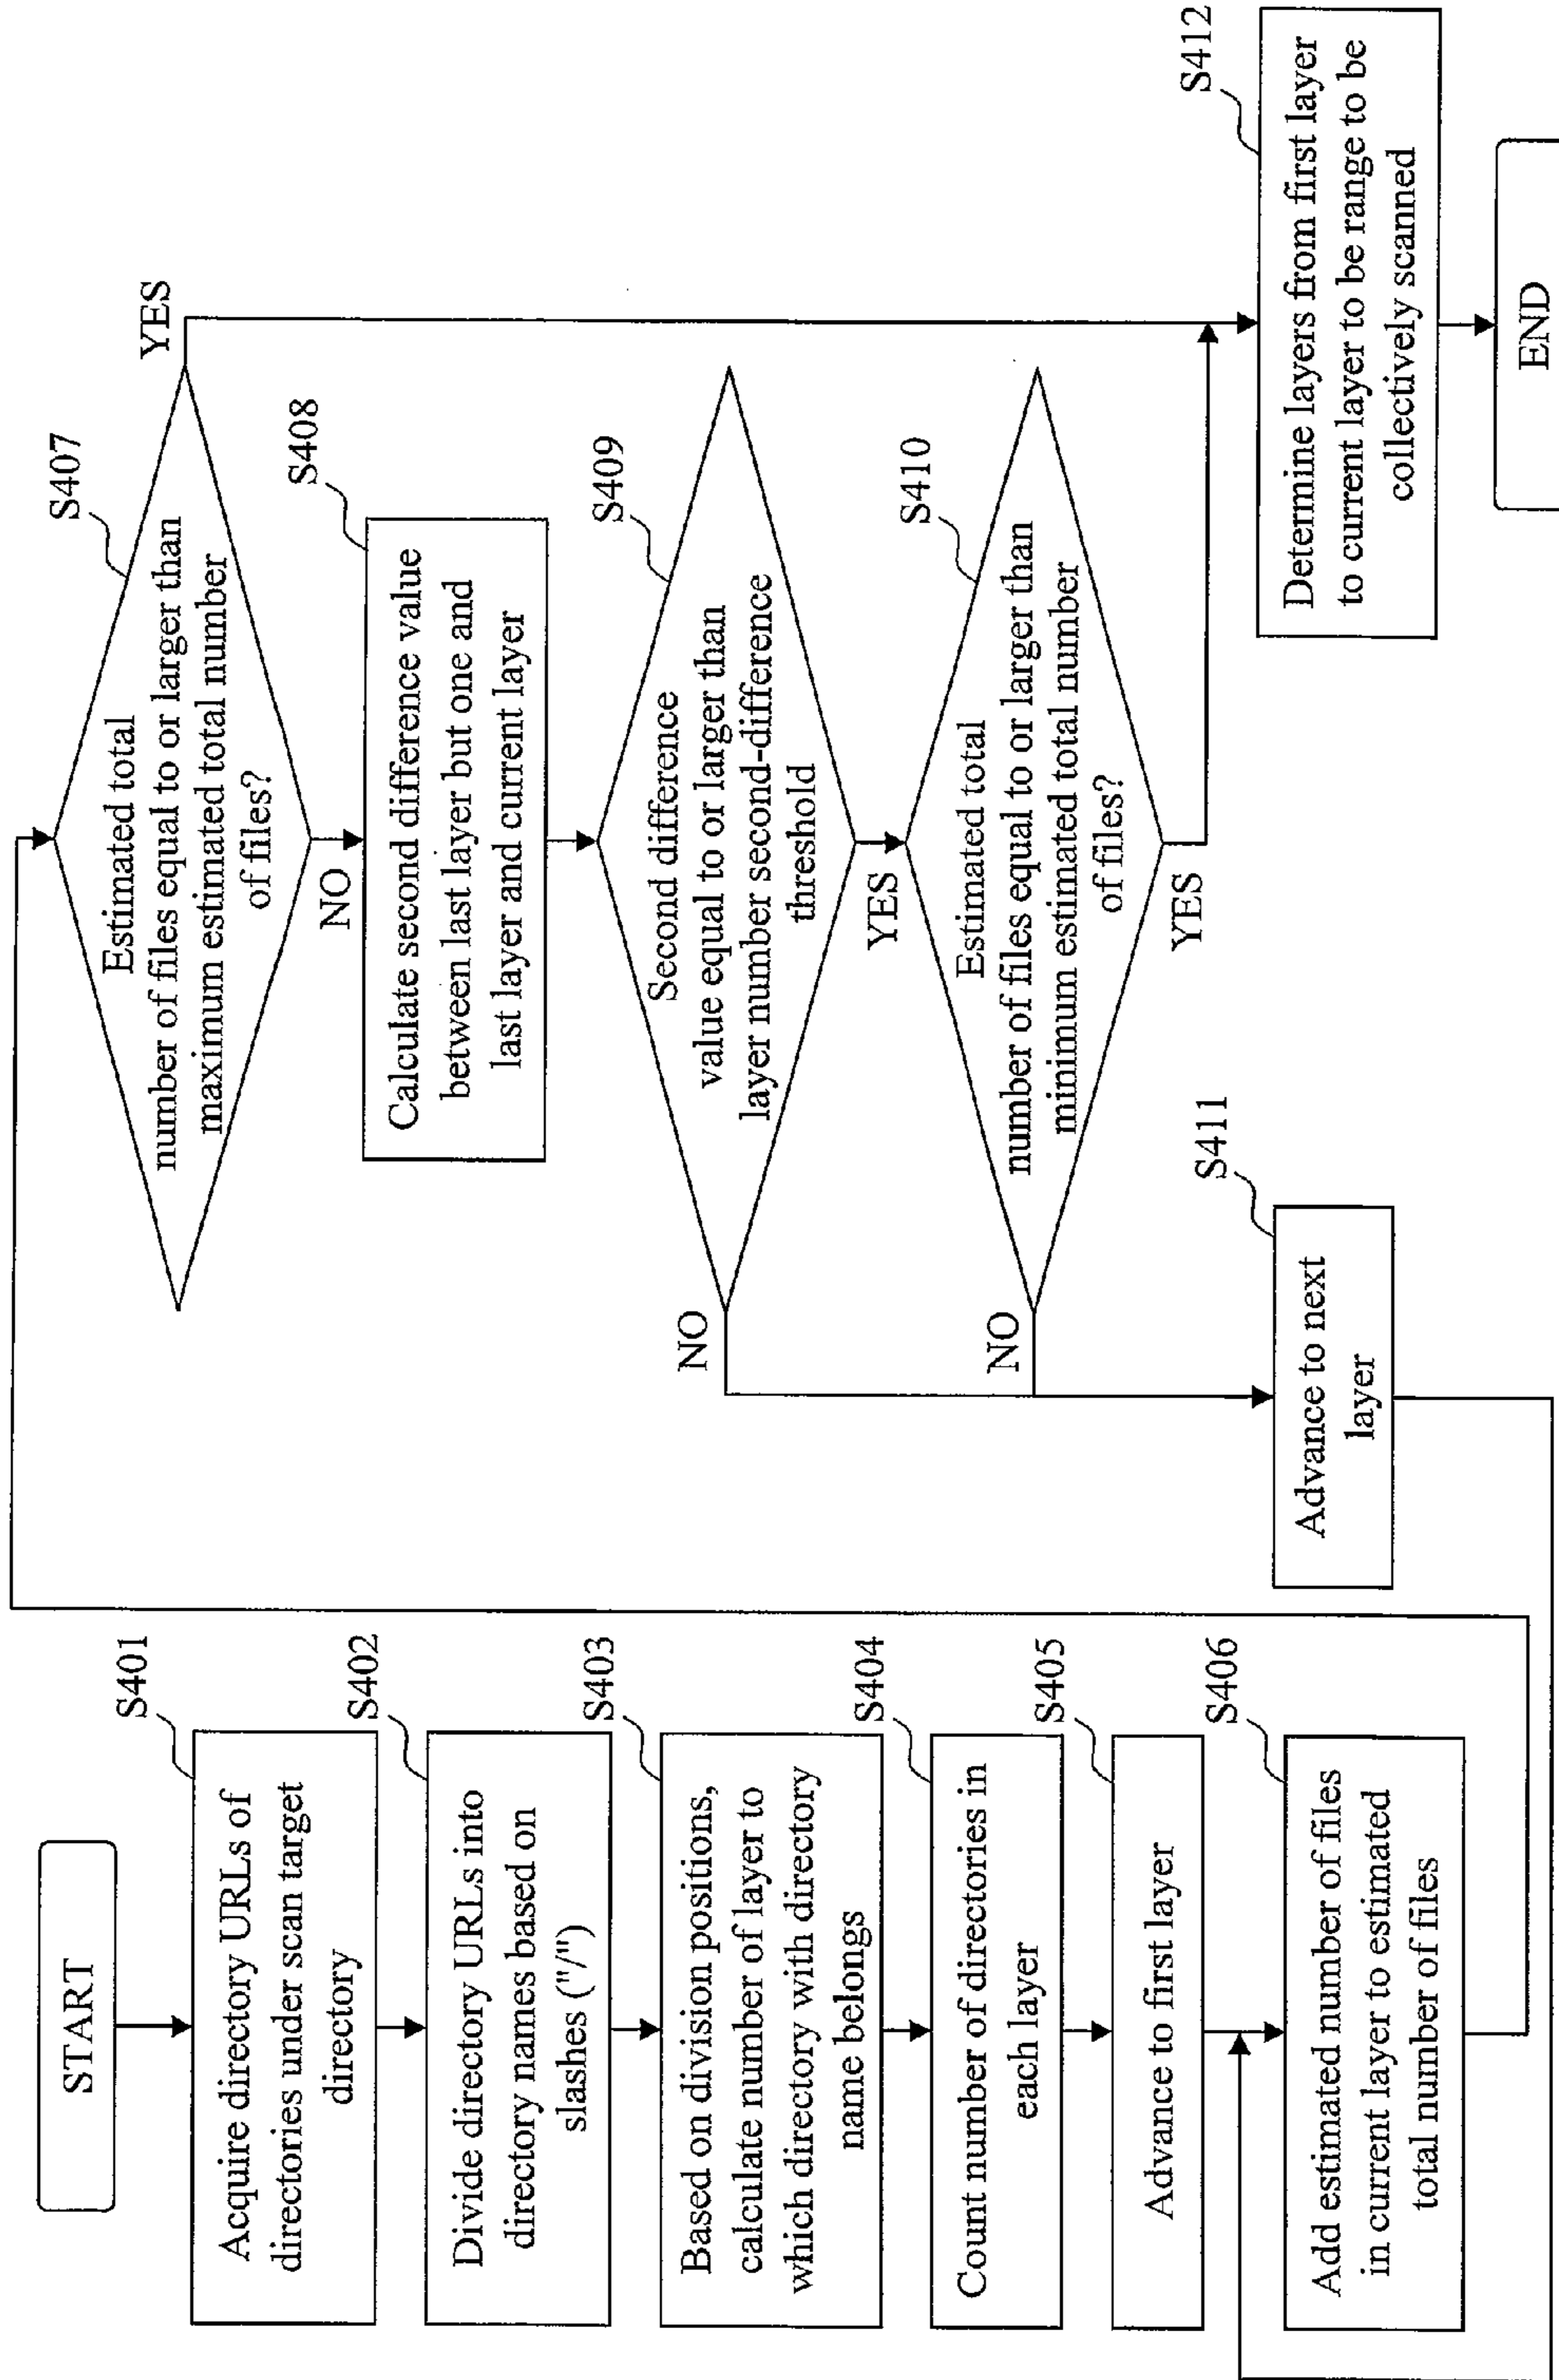 START
S401
Acquire directory URLs of
directories under scan target
directory
S402
Divide directory URLs into
directory names based on
slashes ("/")
S403
Based on division positions,
calculate number of layer to
which directory with directory
name belongs
S404
Count number of directories in
each layer
S405
Advance to first layer
S406
Add estimated number of files
in current layer to estimated
total number of files
S407
Estimated total
number of files equal to or larger than
maximum estimated total number
of files?
YES
NO
S408
Calculate second difference value
between last layer but one and
last layer and current layer
S409
Second difference
value equal to or larger than
layer number second-difference
threshold
NO
YES
S410
Estimated total
number of files equal to or larger than
minimum estimated total number
of files?
NO
YES
S411
Advance to next
layer
S412
Determine layers from first layer
to current layer to be range to be
collectively scanned
END